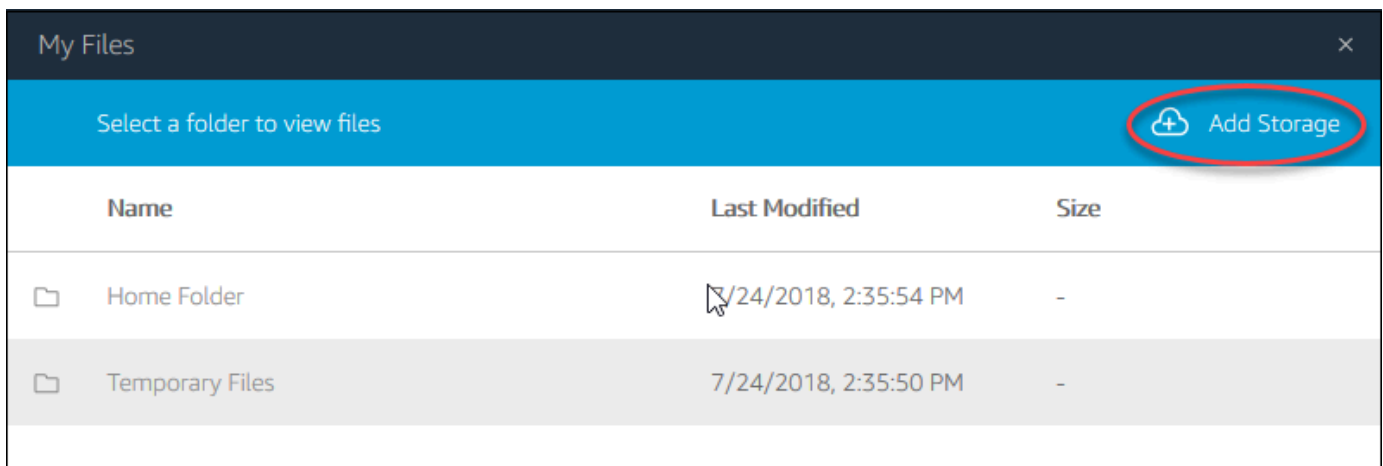 My Files
Select a folder to view files Add Storage
Name Last Modified Size
Home Folder 7/24/2018, 2:35:54 PM -
Temporary Files 7/24/2018, 2:35:50 PM -